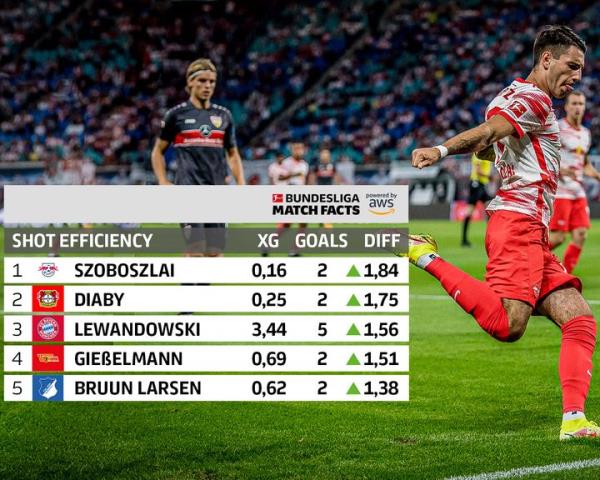 BUNDESLIGA
MATCH FACTS
powered by
aws
SHOT EFFICIENCY XG GOALS DIFF
1 SZOBOSZLAI 0,16 2 1,84
2 DIABY 0,25 2 1,75
3 LEWANDOWSKI 3,44 5 1,56
4 GIEßELMANN 0,69 2 1,51
5 BRUUN LARSEN 0,62 2 1,38